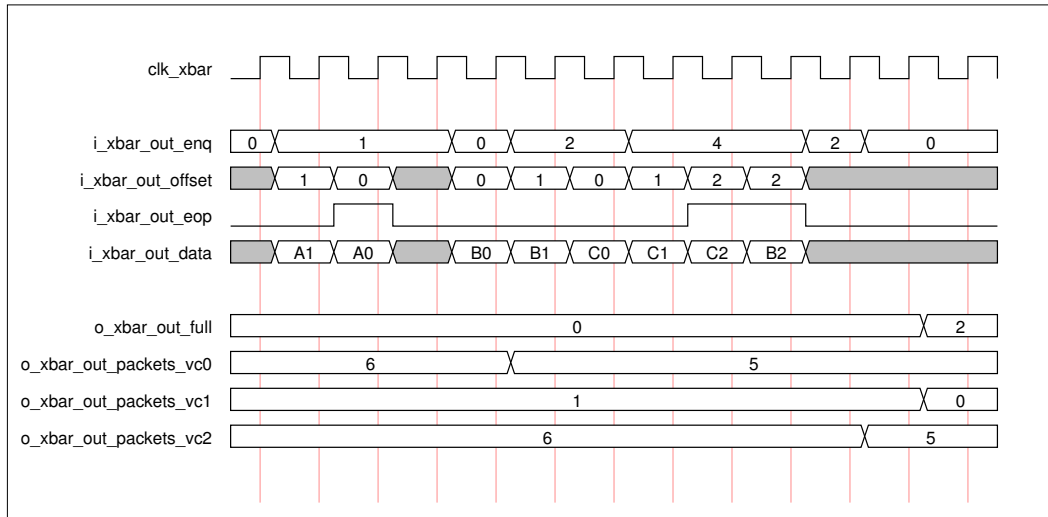 clk_xbar
i_xbar_out_enq 0 1 0 2 4 2 0
i_xbar_out_offset 1 0 0 1 0 1 2 2
i_xbar_out_eop
i_xbar_out_data A1 A0 B0 B1 C0 C1 C2 B2
o_xbar_out_full 0 2
o_xbar_out_packets_vc0 6 5
o_xbar_out_packets_vc1 1 0
o_xbar_out_packets_vc2 6 5